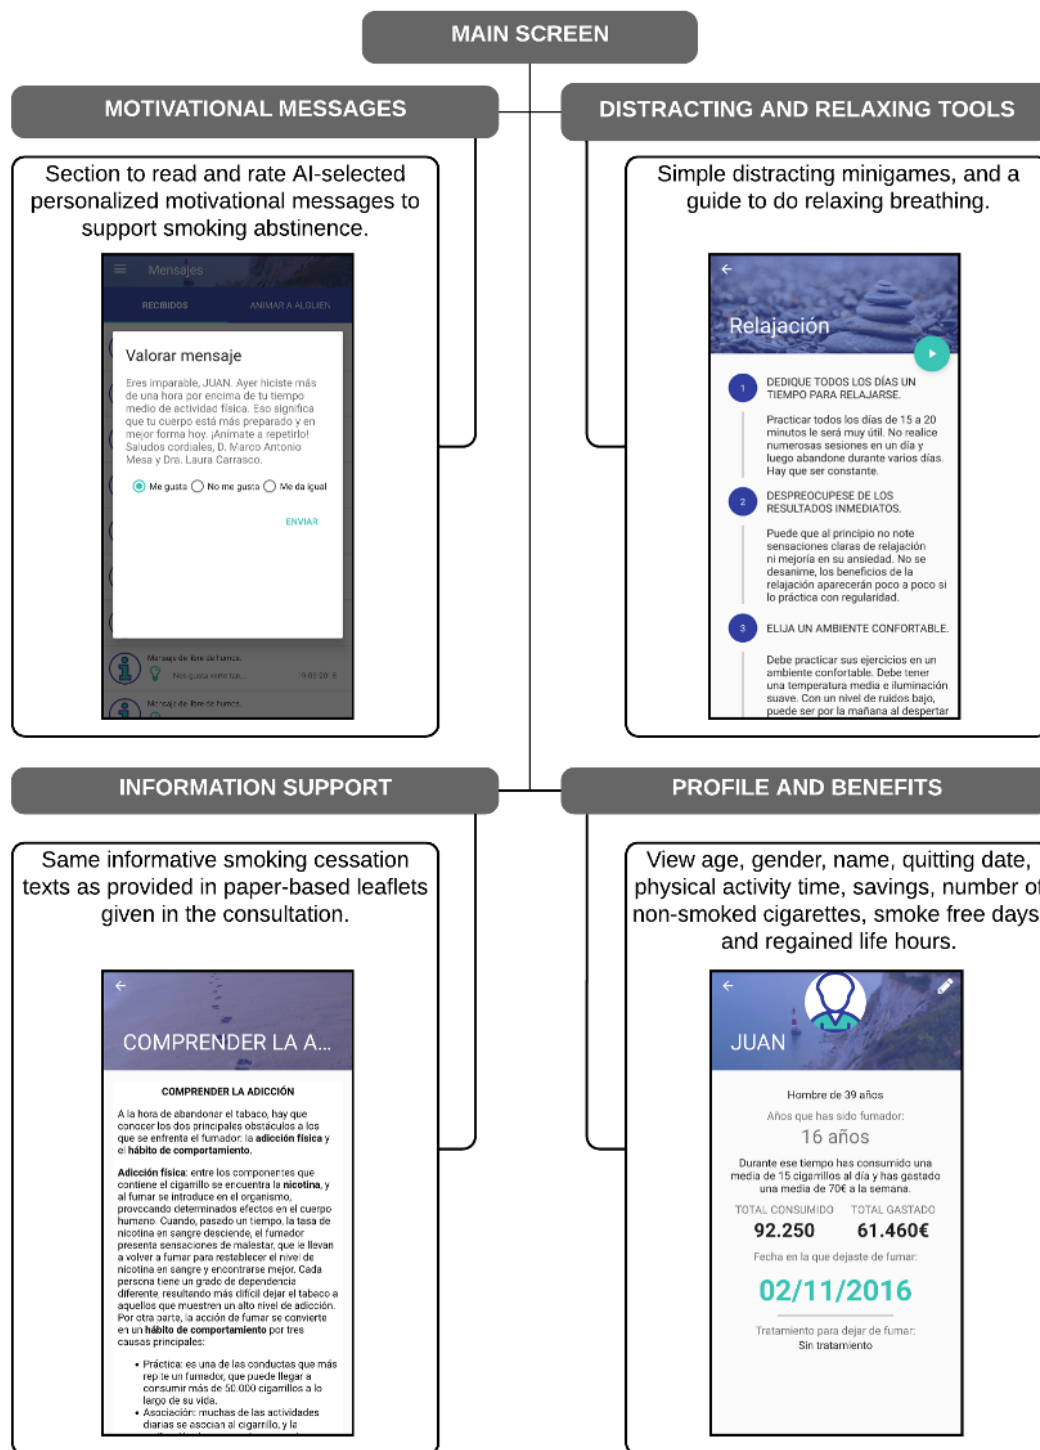 MAIN SCREEN
MOTIVATIONAL MESSAGES
Section to read and rate AI-selected
personalized motivational messages to
support smoking abstinence.
Mensajes
RECIBIDOS
ANIMAR A ALGUIEN
Valorar mensaje
Eres imparable, JUAN. Ayer hiciste más
de una hora por encima de tu tiempo
medio de actividad física. Eso significa
que tu cuerpo está más preparado y en
mejor forma hoy. ¡Anímate a repetirlo!
Saludos cordiales, D. Marco Antonio
Mesa y Dra. Laura Carrasco.
Me gusta No me gusta Me da igual
ENVIAR
Mensaje de libre de humos.
Nos gusta verte tan...
19-05-2016
Mensaje de libre de humos.
DISTRACTING AND RELAXING TOOLS
Simple distracting minigames, and a
guide to do relaxing breathing.
Relajación
1 DEDIQUE TODOS LOS DÍAS UN
TIEMPO PARA RELAJARSE.
Practicar todos los días de 15 a 20
minutos le será muy útil. No realice
numerosas sesiones en un día y
luego abandone durante varios días.
Hay que ser constante.
2 DESPREOCUPESE DE LOS
RESULTADOS INMEDIATOS.
Puede que al principio no note
sensaciones claras de relajación
ni mejoría en su ansiedad. No se
desanime, los beneficios de la
relajación aparecerán poco a poco si
lo práctica con regularidad.
3 ELIJA UN AMBIENTE CONFORTABLE.
Debe practicar sus ejercicios en un
ambiente confortable. Debe tener
una temperatura media e iluminación
suave. Con un nivel de ruidos bajo,
puede ser por la mañana al despertar
INFORMATION SUPPORT
Same informative smoking cessation
texts as provided in paper-based leaflets
given in the consultation.
COMPRENDER LA A...
COMPRENDER LA ADICCIÓN
A la hora de abandonar el tabaco, hay que
conocer los dos principales obstáculos a los
que se enfrenta el fumador: la adicción física y
el hábito de comportamiento.
Adicción física: entre los componentes que
contiene el cigarrillo se encuentra la nicotina, y
al fumar se introduce en el organismo,
provocando determinados efectos en el cuerpo
humano. Cuando, pasado un tiempo, la tasa de
nicotina en sangre desciende, el fumador
presenta sensaciones de malestar, que le llevan
a volver a fumar para restablecer el nivel de
nicotina en sangre y encontrarse mejor. Cada
persona tiene un grado de dependencia
diferente, resultando más difícil dejar el tabaco a
aquellos que muestren un alto nivel de adicción.
Por otra parte, la acción de fumar se convierte
en un hábito de comportamiento por tres
causas principales:
• Práctica: es una de las conductas que más
repite un fumador, que puede llegar a
consumir más de 50.000 cigarrillos a lo
largo de su vida.
• Asociación: muchas de las actividades
diarias se asocian al cigarrillo, y la
PROFILE AND BENEFITS
View age, gender, name, quitting date,
physical activity time, savings, number of
non-smoked cigarettes, smoke free days
and regained life hours.
JUAN
Hombre de 39 años
Años que has sido fumador:
16 años
Durante ese tiempo has consumido una
media de 15 cigarrillos al día y has gastado
una media de 70€ a la semana.
TOTAL CONSUMIDO TOTAL GASTADO
92.250 61.460€
Fecha en la que dejaste de fumar:
02/11/2016
Tratamiento para dejar de fumar:
Sin tratamiento